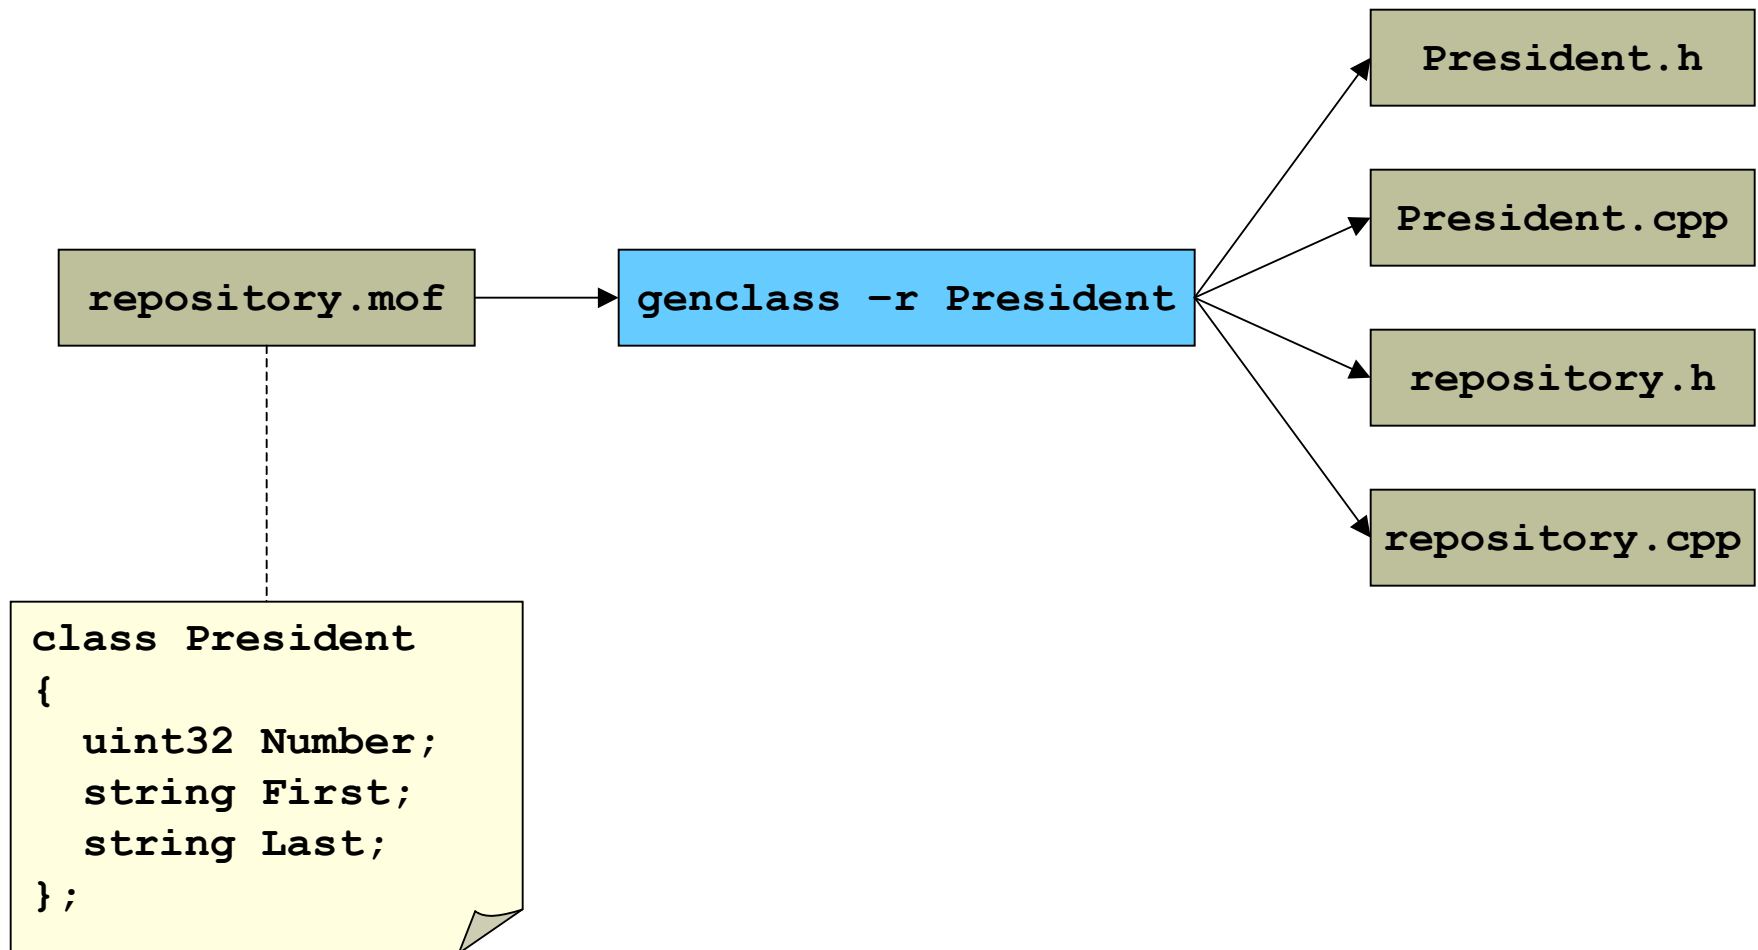 President.h
President.cpp
repository.mof
genclass –r President
repository.h
repository.cpp
class President
{
  uint32 Number;
  string First;
  string Last;
};